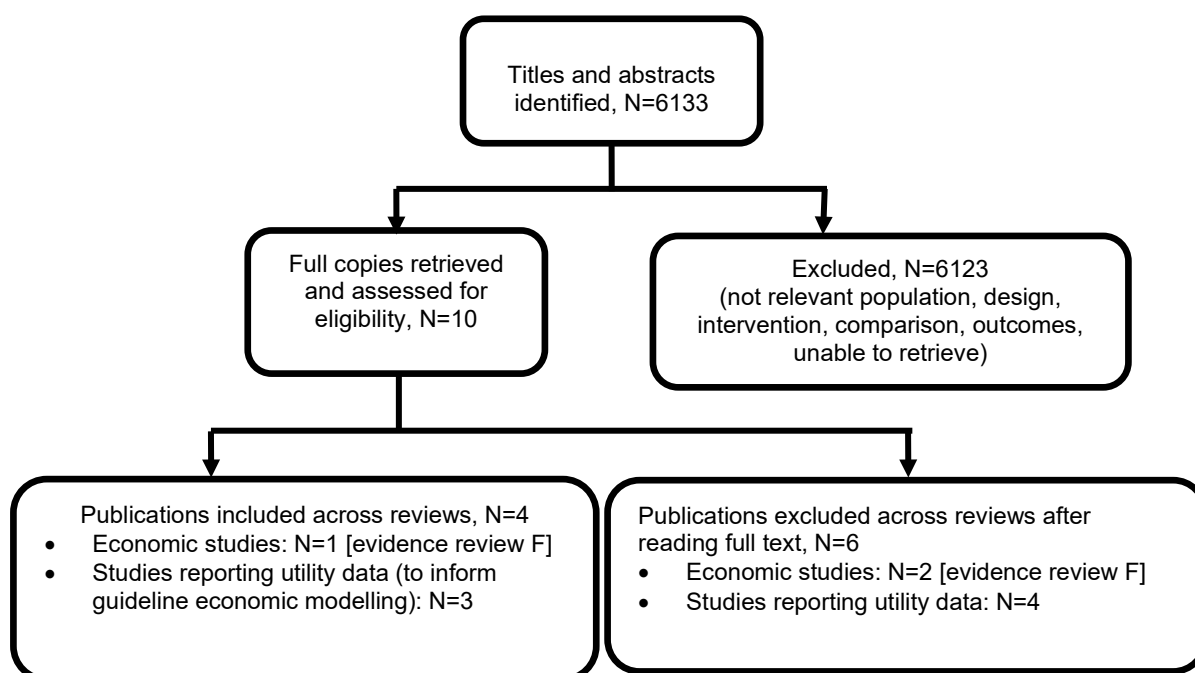 Titles and abstracts
identified, N=6133
Full copies retrieved
and assessed for
eligibility, N=10
Excluded, N=6123
(not relevant population, design,
intervention, comparison, outcomes,
unable to retrieve)
Publications included across reviews, N=4
• Economic studies: N=1 [evidence review F]
• Studies reporting utility data (to inform
guideline economic modelling): N=3
Publications excluded across reviews after
reading full text, N=6
• Economic studies: N=2 [evidence review F]
• Studies reporting utility data: N=4